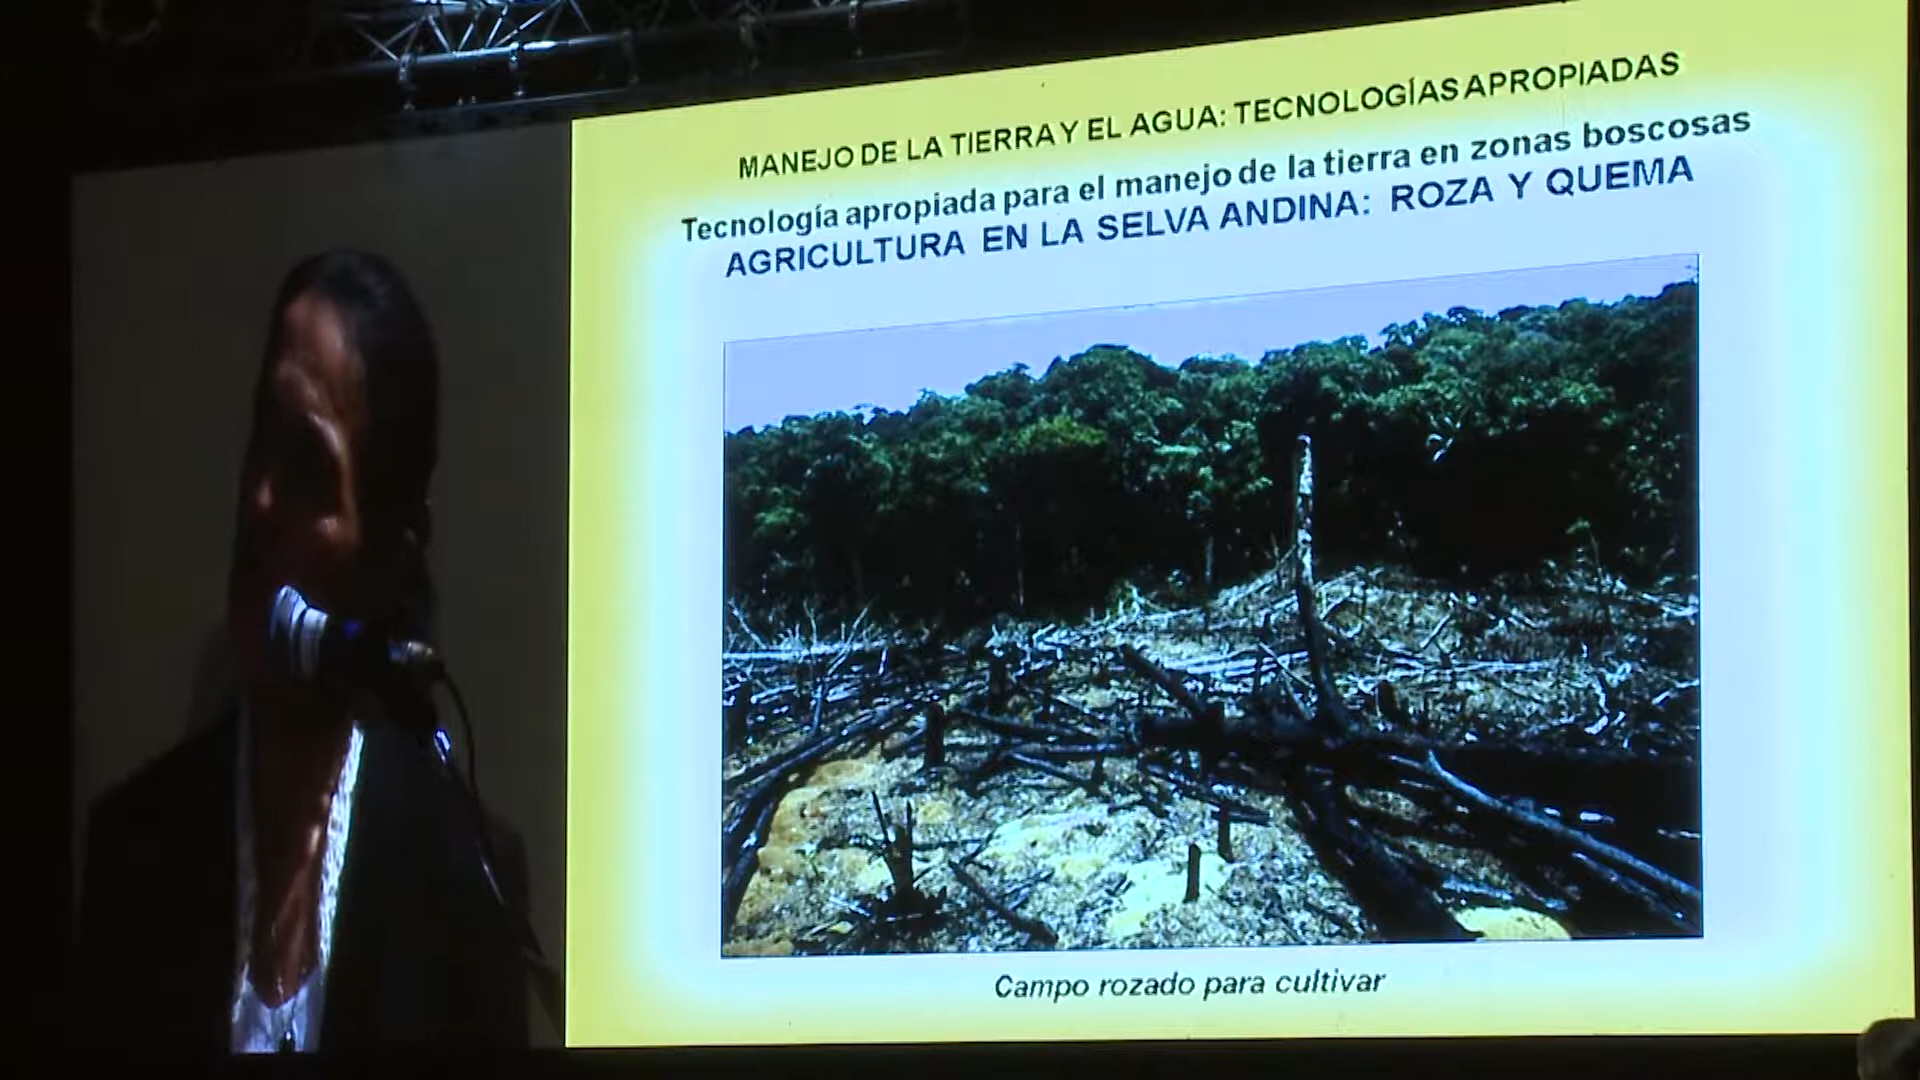 MANEJO DE LA TIERRA Y EL AGUA: TECNOLOGÍAS APROPIADAS
Tecnología apropiada para el manejo de la tierra en zonas boscosas
AGRICULTURA EN LA SELVA ANDINA: ROZA Y QUEMA
Campo rozado para cultivar